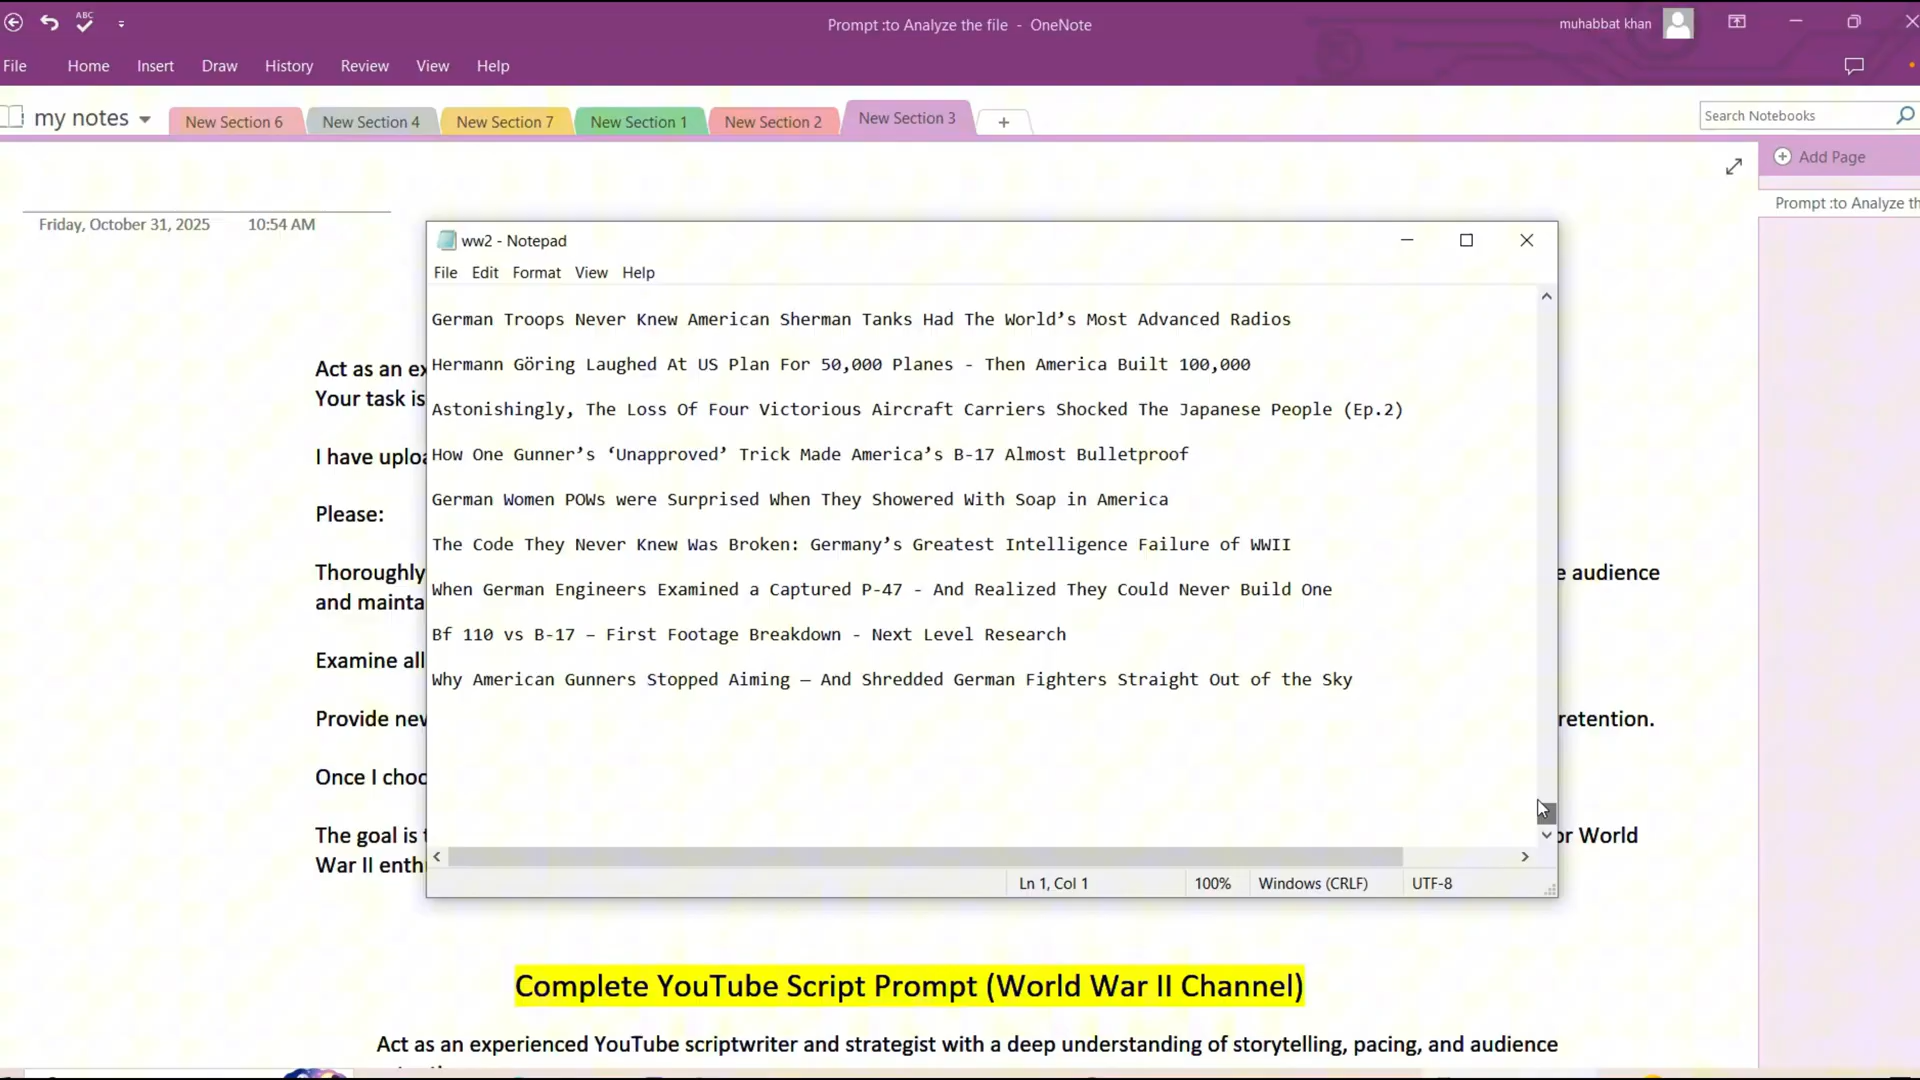 ABC
Prompt :to Analyze the file - OneNote
muhabbat khan
File Home Insert Draw History Review View Help
my notes New Section 6 New Section 4 New Section 7 New Section 1 New Section 2 New Section 3
Search Notebooks
Add Page
Prompt :to Analyze th
Friday, October 31, 2025 10:54 AM
ww2 - Notepad
File Edit Format View Help
German Troops Never Knew American Sherman Tanks Had The World’s Most Advanced Radios
Act as an ex
Hermann Göring Laughed At US Plan For 50,000 Planes - Then America Built 100,000
Your task is
Astonishingly, The Loss Of Four Victorious Aircraft Carriers Shocked The Japanese People (Ep.2)
I have uploa
How One Gunner’s ‘Unapproved’ Trick Made America’s B-17 Almost Bulletproof
Please:
German Women POWs were Surprised When They Showered With Soap in America
The Code They Never Knew Was Broken: Germany’s Greatest Intelligence Failure of WWII
Thoroughly e audience
and mainta
When German Engineers Examined a Captured P-47 - And Realized They Could Never Build One
Bf 110 vs B-17 – First Footage Breakdown - Next Level Research
Examine all
Why American Gunners Stopped Aiming — And Shredded German Fighters Straight Out of the Sky
Provide new retention.
Once I choo
The goal is t or World
War II enth
Ln 1, Col 1 100% Windows (CRLF) UTF-8
Complete YouTube Script Prompt (World War II Channel)
Act as an experienced YouTube scriptwriter and strategist with a deep understanding of storytelling, pacing, and audience